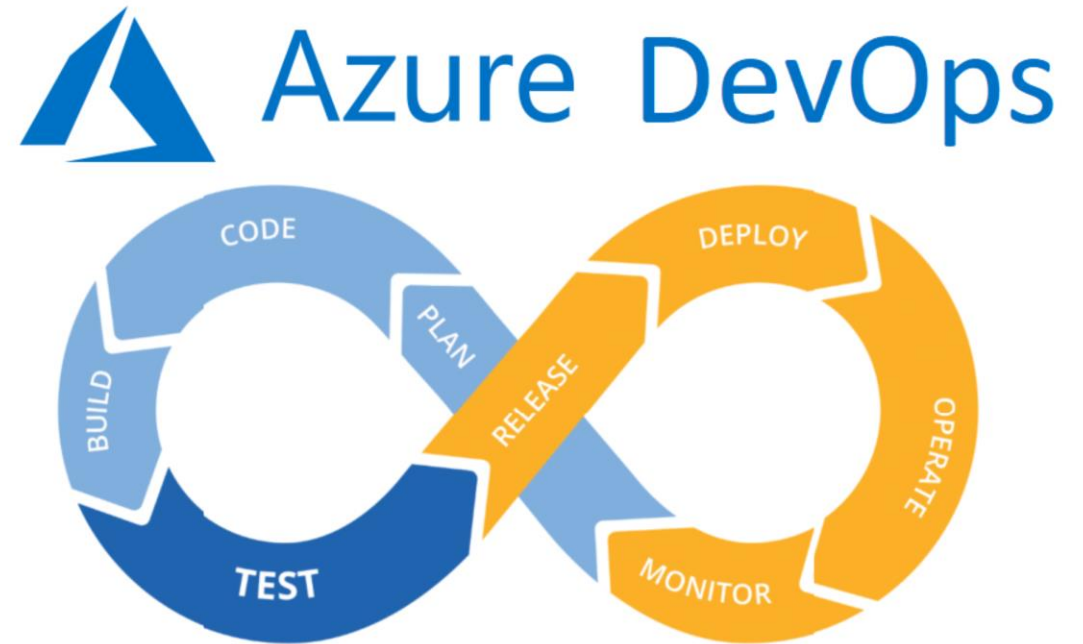 Azure DevOps
CODE
DEPLOY
PLAN
BUILD
RELEASE
OPERATE
TEST
MONITOR